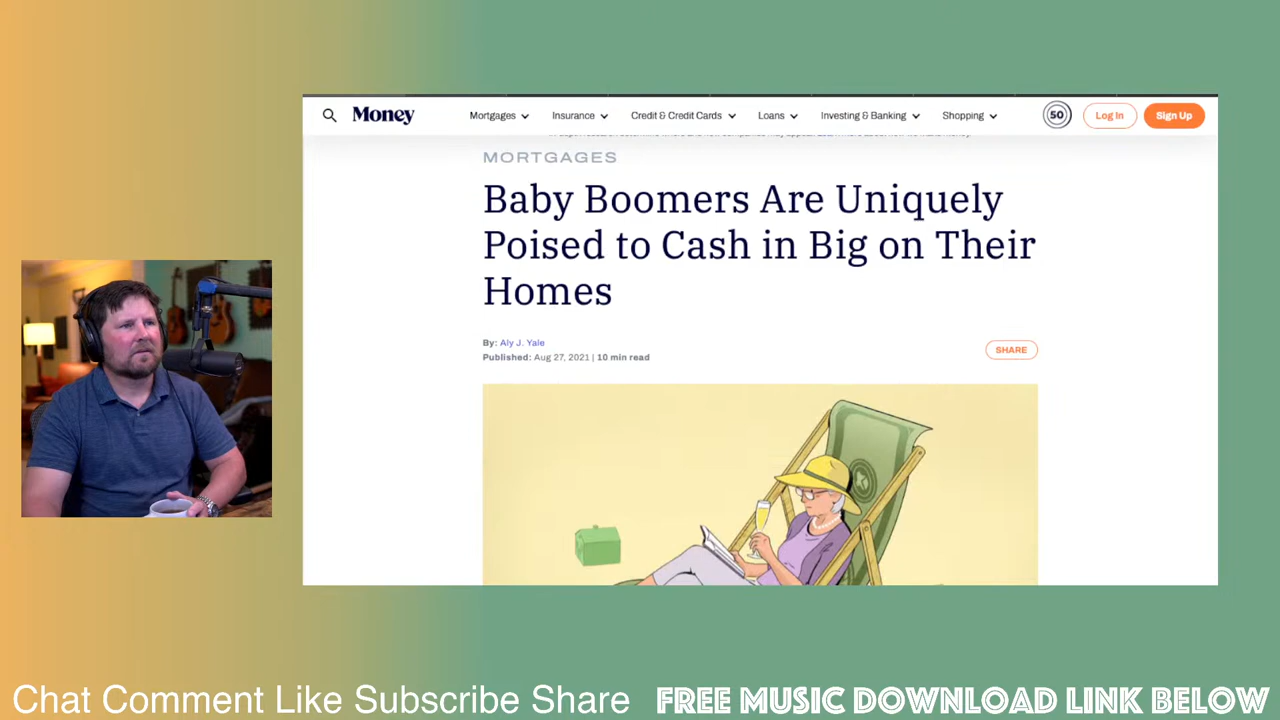 Money
Mortgages
Insurance
Credit & Credit Cards
Loans
Investing & Banking
Shopping
50
Log In
Sign Up
MORTGAGES
Baby Boomers Are Uniquely
Poised to Cash in Big on Their
Homes
By: Aly J. Yale
Published: Aug 27, 2021 | 10 min read
SHARE
Chat Comment Like Subscribe Share
FREE MUSIC DOWNLOAD LINK BELOW